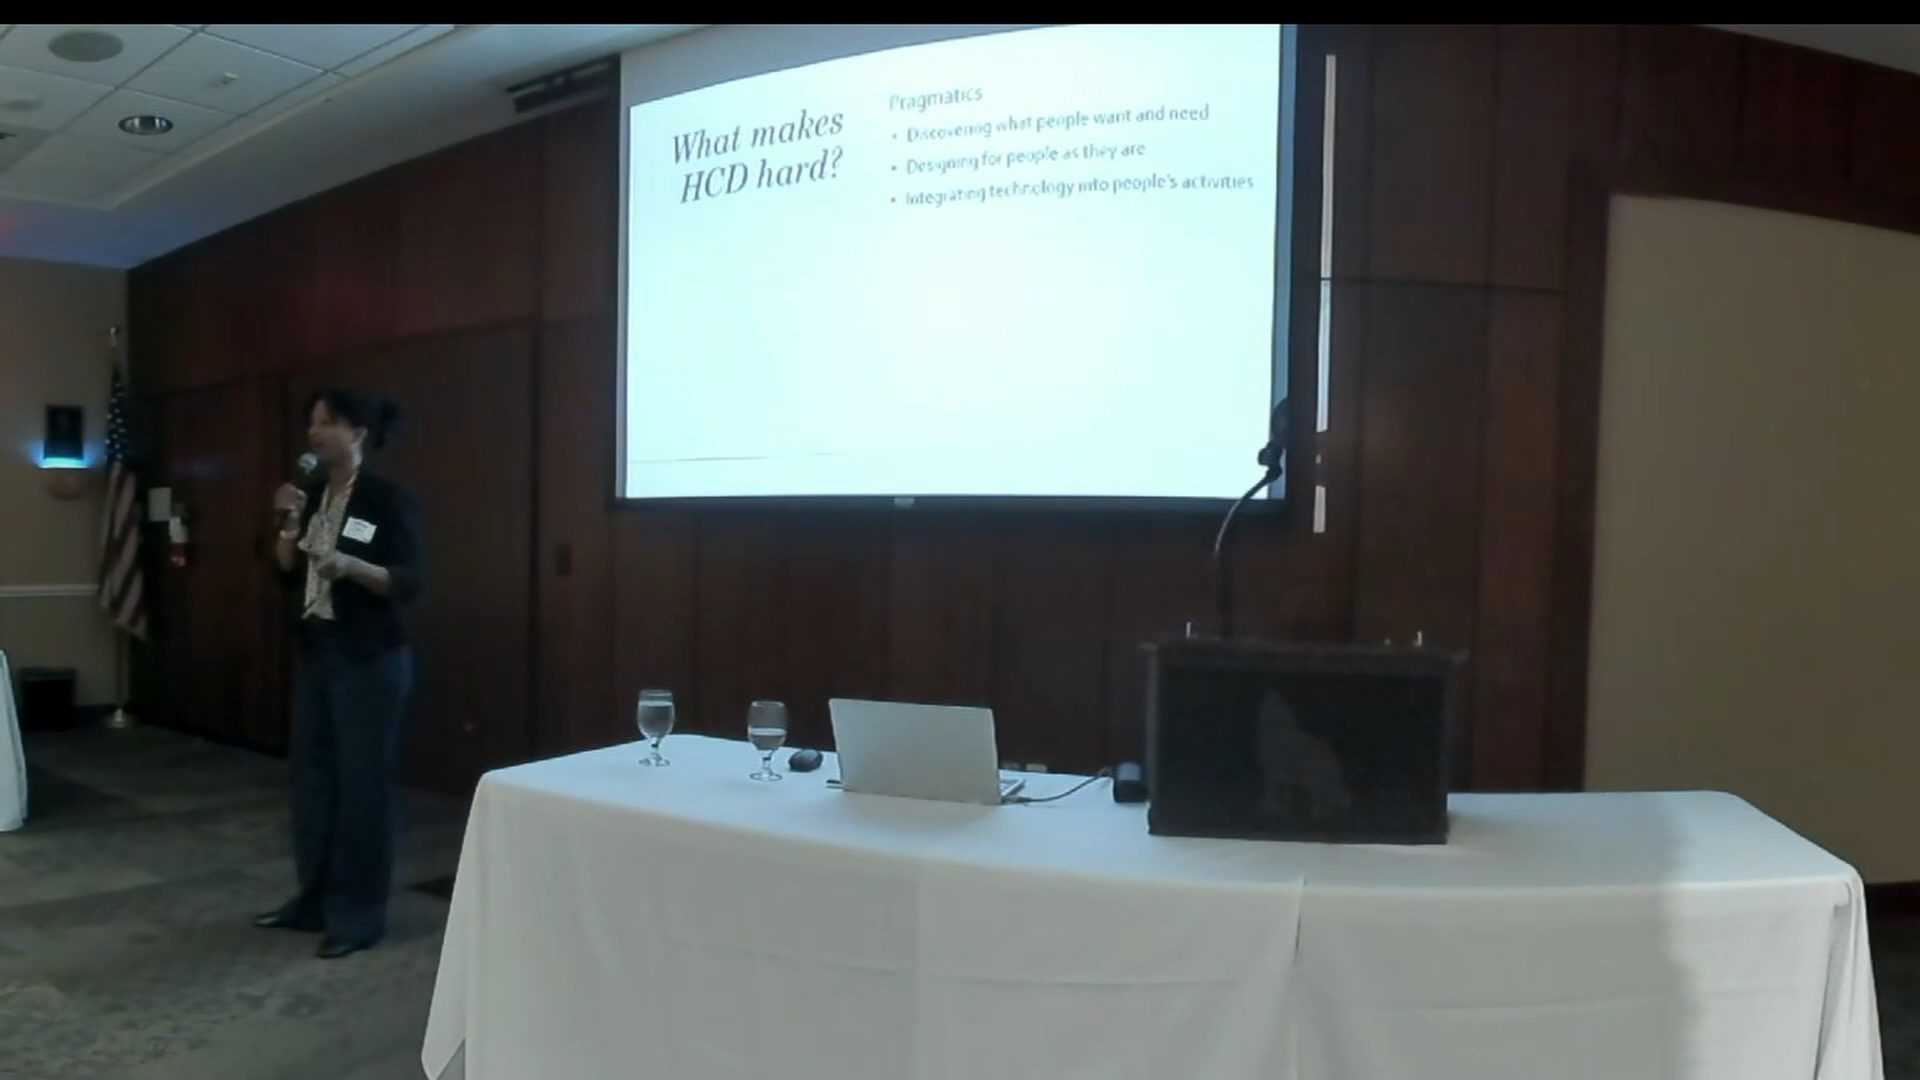 What makes
HCD hard?
Pragmatics
• Discovering what people want and need
• Designing for people as they are
• Integrating technology into people's activities